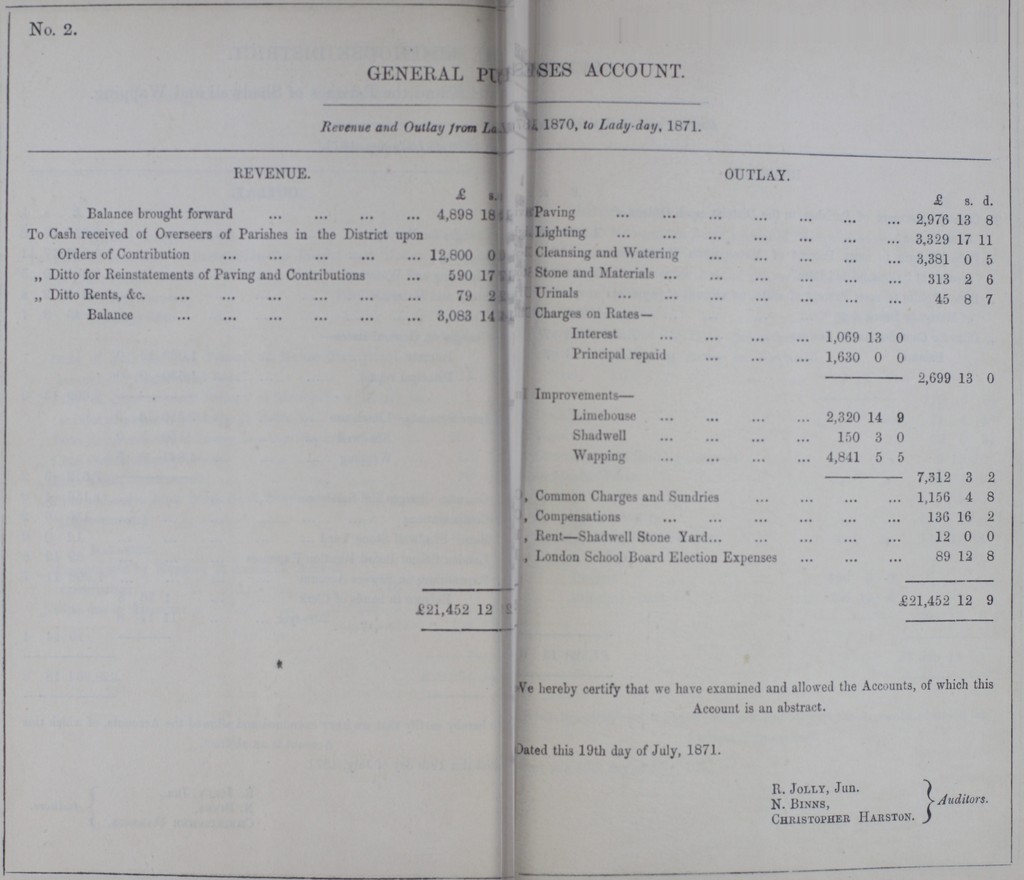 No. 2.
GENERAL SES ACCOUNT.
Revenue and Outlay from 1870, to Lady-day, 1871.
REVENUE.
£ s.
Balance brought forward ... ... ... ... 4,898 18
To Cash received of Overseers of Parishes in the District upon
Orders of Contribution ... ... ... ... ... 12,800 0
„ Ditto for Reinstatements of Paving and Contributions ... 590 17
„ Ditto Rents, &c. ... ... ... ... ... ... 79 2
Balance ... ... ... ... ... ... 3,083 14
£21,452 12
OUTLAY.
£ s. d.
Paving ... ... ... ... ... ... ... 2,976 13 8
Lighting ... ... ... ... ... ... ... 3,329 17 11
Cleansing and Watering ... ... ... ... ... 3,381 0 5
Stone and Materials ... ... ... ... ... ... 313 2 6
Urinals ... ... ... ... ... ... ... 45 8 7
Charges on Rates—
Interest ... ... ... ... 1,069 13 0
Principal repaid ... ... ... 1,630 0 0
2,699 13 0
Improvements—
Limehouse ... ... ... ... 2,320 14 9
Shadwell ... ... ... ... 150 3 0
Wapping ... ... ... ... 4,841 5 5
7,312 3 2
, Common Charges and Sundries ... ... ... ... 1,156 4 8
, Compensations ... ... ... ... ... ... 136 16 2
, Rent—Shadwell Stone Yard... ... ... ... ... 12 0 0
, London School Board Election Expenses ... ... ... 89 12 8
£21,452 12 9
We hereby certify that we have examined and allowed the Accounts, of which this
Account is an abstract.
Dated this 19th day of July, 1871.
R. JOLLY, Jun.
N. BINNS,
CHRISTOPHER HARSTON.
Auditors.